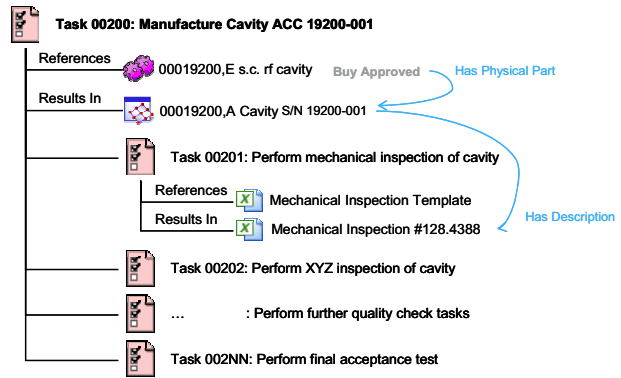 Task 00200: Manufacture Cavity ACC 19200-001
References
00019200,E s.c. rf cavity
Buy Approved
Has Physical Part
Results In
00019200,A Cavity S/N 19200-001
Task 00201: Perform mechanical inspection of cavity
References
Mechanical Inspection Template
Results In
Mechanical Inspection #128.4388
Has Description
Task 00202: Perform XYZ inspection of cavity
... : Perform further quality check tasks
Task 002NN: Perform final acceptance test